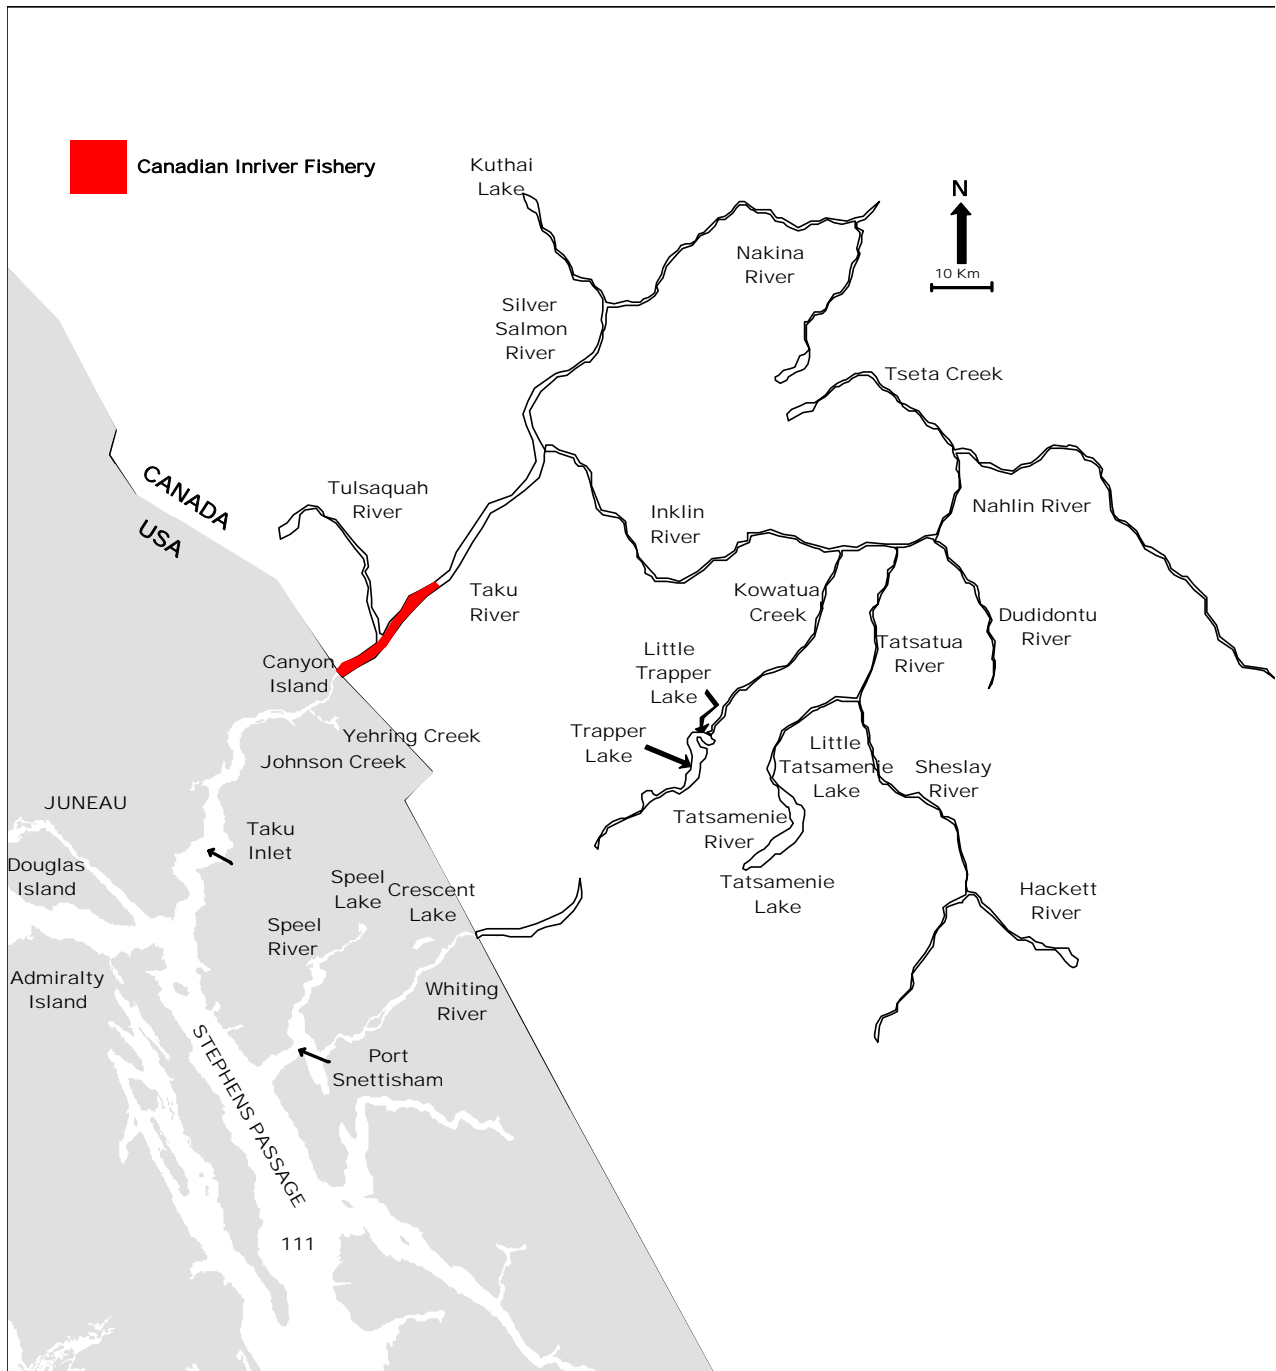 Canadian Inriver Fishery
Kuthai
Lake
N
10 Km
Nakina
River
Silver
Salmon
River
Tseta Creek
CANADA
USA
Tulsaquah
River
Inklin
River
Nahlin River
Taku
River
Kowatua
Creek
Dudidontu
River
Tatsatua
River
Canyon
Island
Little
Trapper
Lake
Yehring Creek
Johnson Creek
Trapper
Lake
Little
Tatsamenie
Lake
Sheslay
River
JUNEAU
Taku
Inlet
Tatsamenie
River
Douglas
Island
Speel
Lake
Crescent
Lake
Tatsamenie
Lake
Hackett
River
Speel
River
Admiralty
Island
Whiting
River
STEPHENS PASSAGE
Port
Snettisham
111